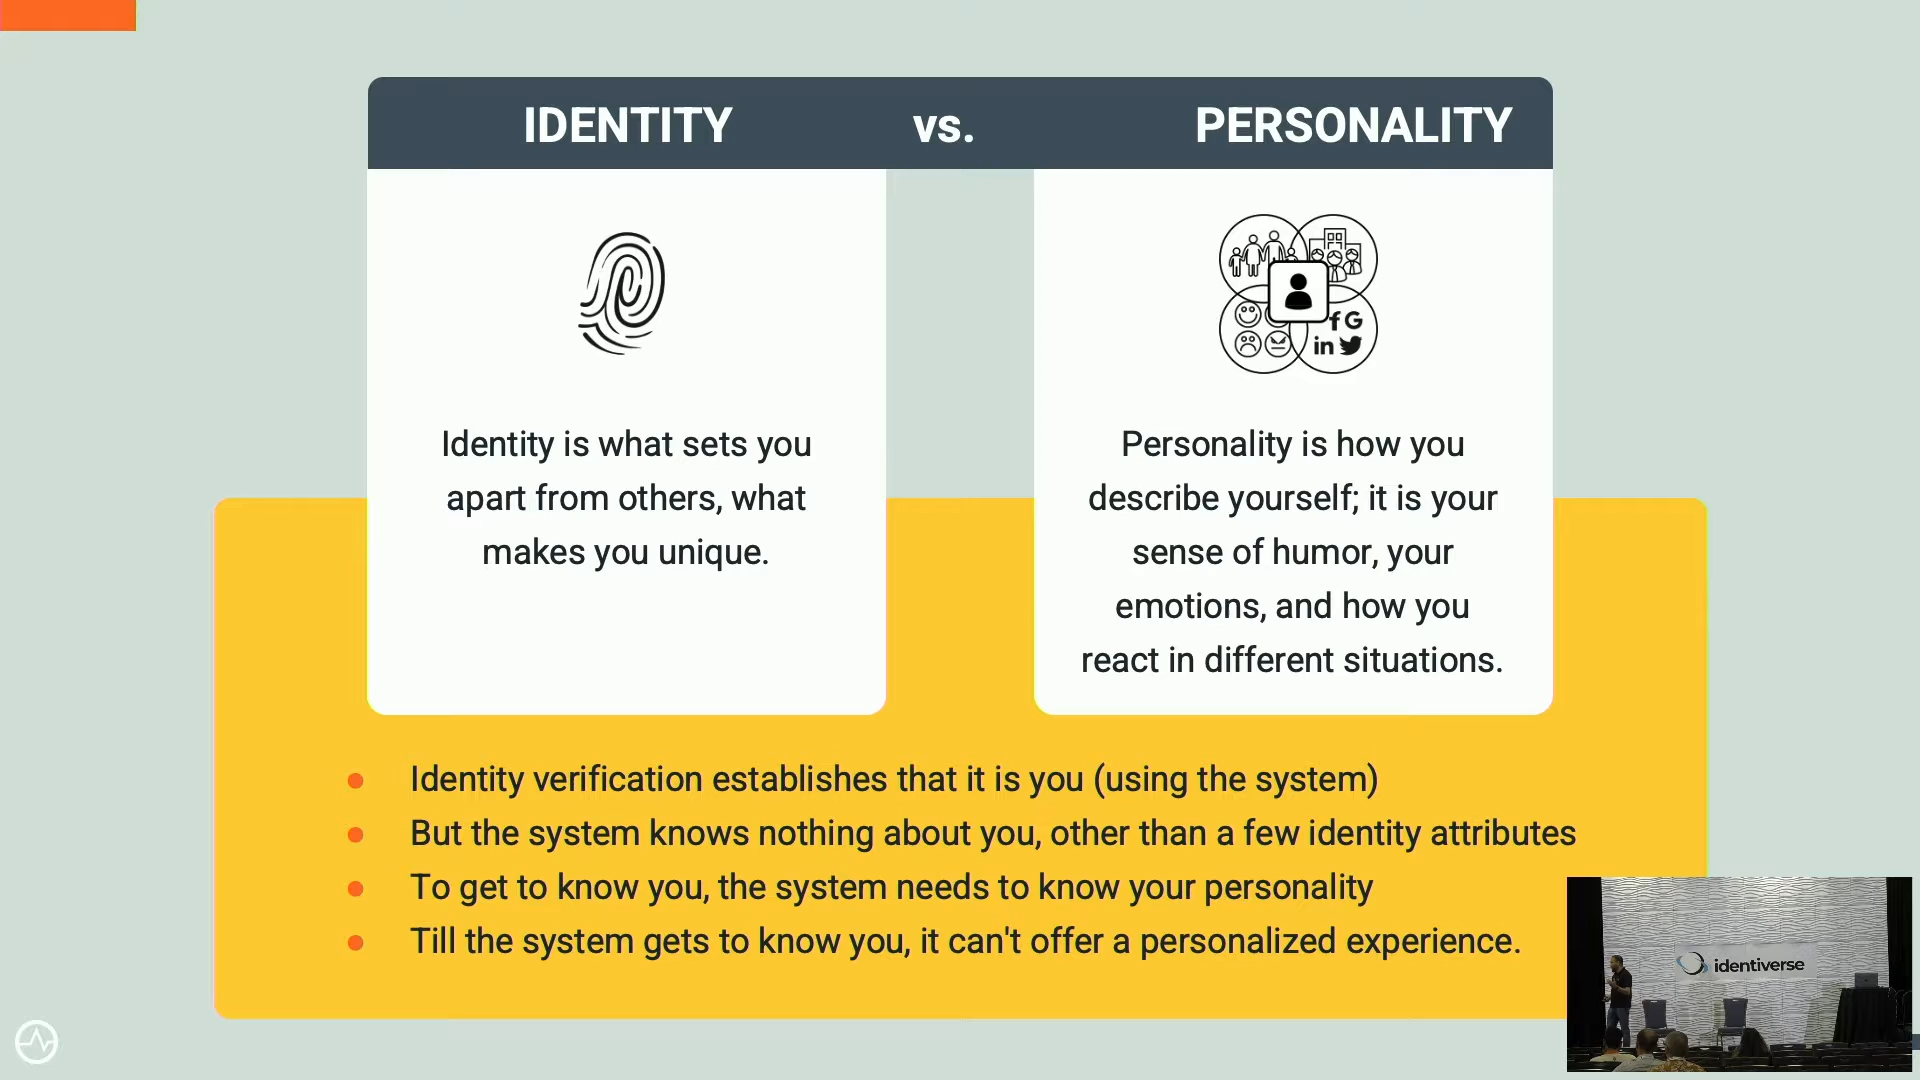 IDENTITY vs. PERSONALITY
Identity is what sets you
apart from others, what
makes you unique.
f G
in
Personality is how you
describe yourself; it is your
sense of humor, your
emotions, and how you
react in different situations.
Identity verification establishes that it is you (using the system)
But the system knows nothing about you, other than a few identity attributes
To get to know you, the system needs to know your personality
Till the system gets to know you, it can't offer a personalized experience.
identiverse